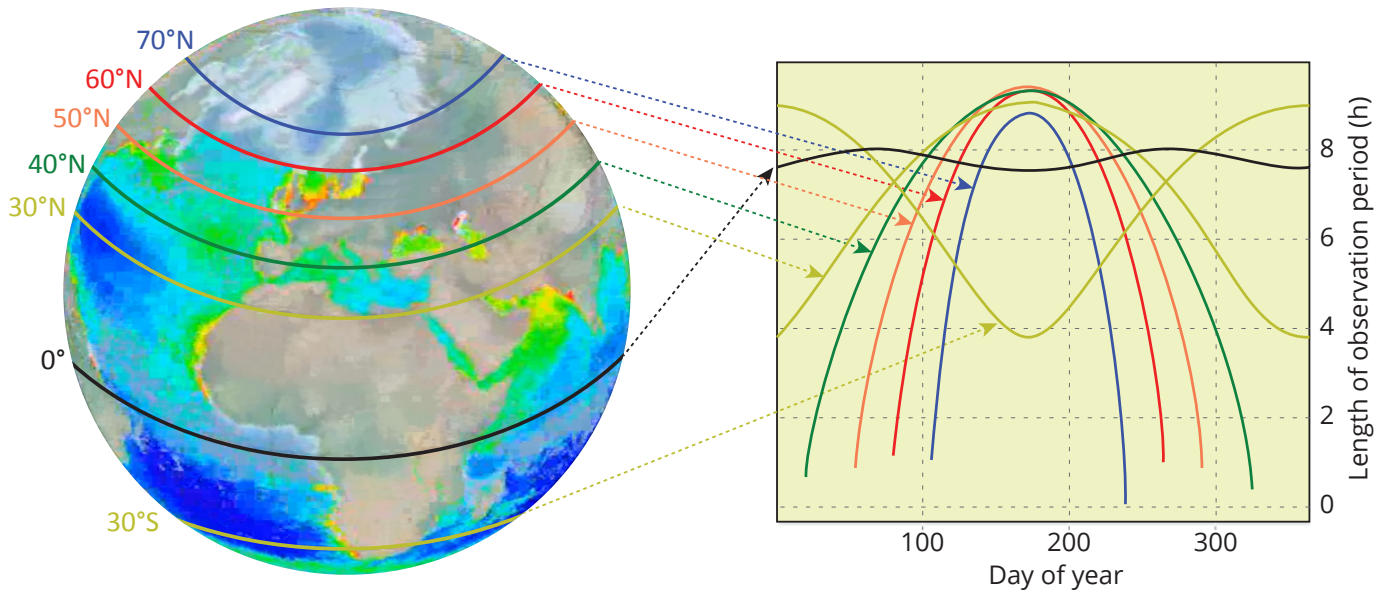 70°N
60°N
50°N
40°N
30°N
0°
30°S
8
6
4
2
0
Length of observation period (h)
100 200 300
Day of year